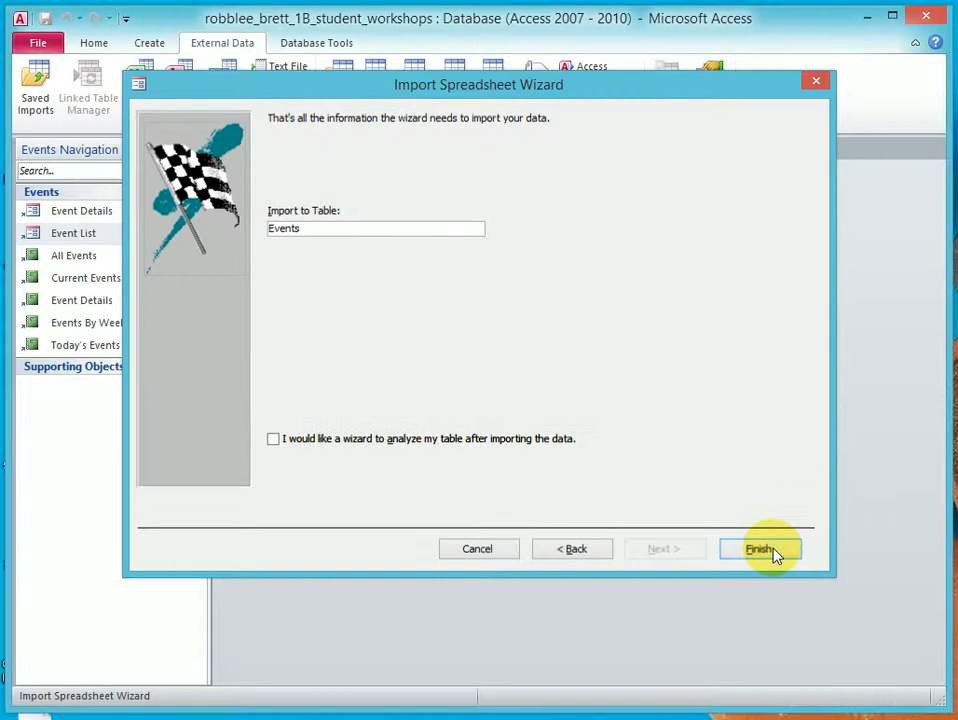 robblee_brett_1B_student_workshops : Database (Access 2007 - 2010) - Microsoft Access
File Home Create External Data Database Tools
Text File
Access
Saved Imports
Linked Table Manager
Import Spreadsheet Wizard
That's all the information the wizard needs to import your data.
Import to Table:
Events
I would like a wizard to analyze my table after importing the data.
Cancel
< Back
Next >
Finish
Events Navigation
Search...
Events
Event Details
Event List
All Events
Current Events
Event Details
Events By Week
Today's Events
Supporting Objects
Import Spreadsheet Wizard